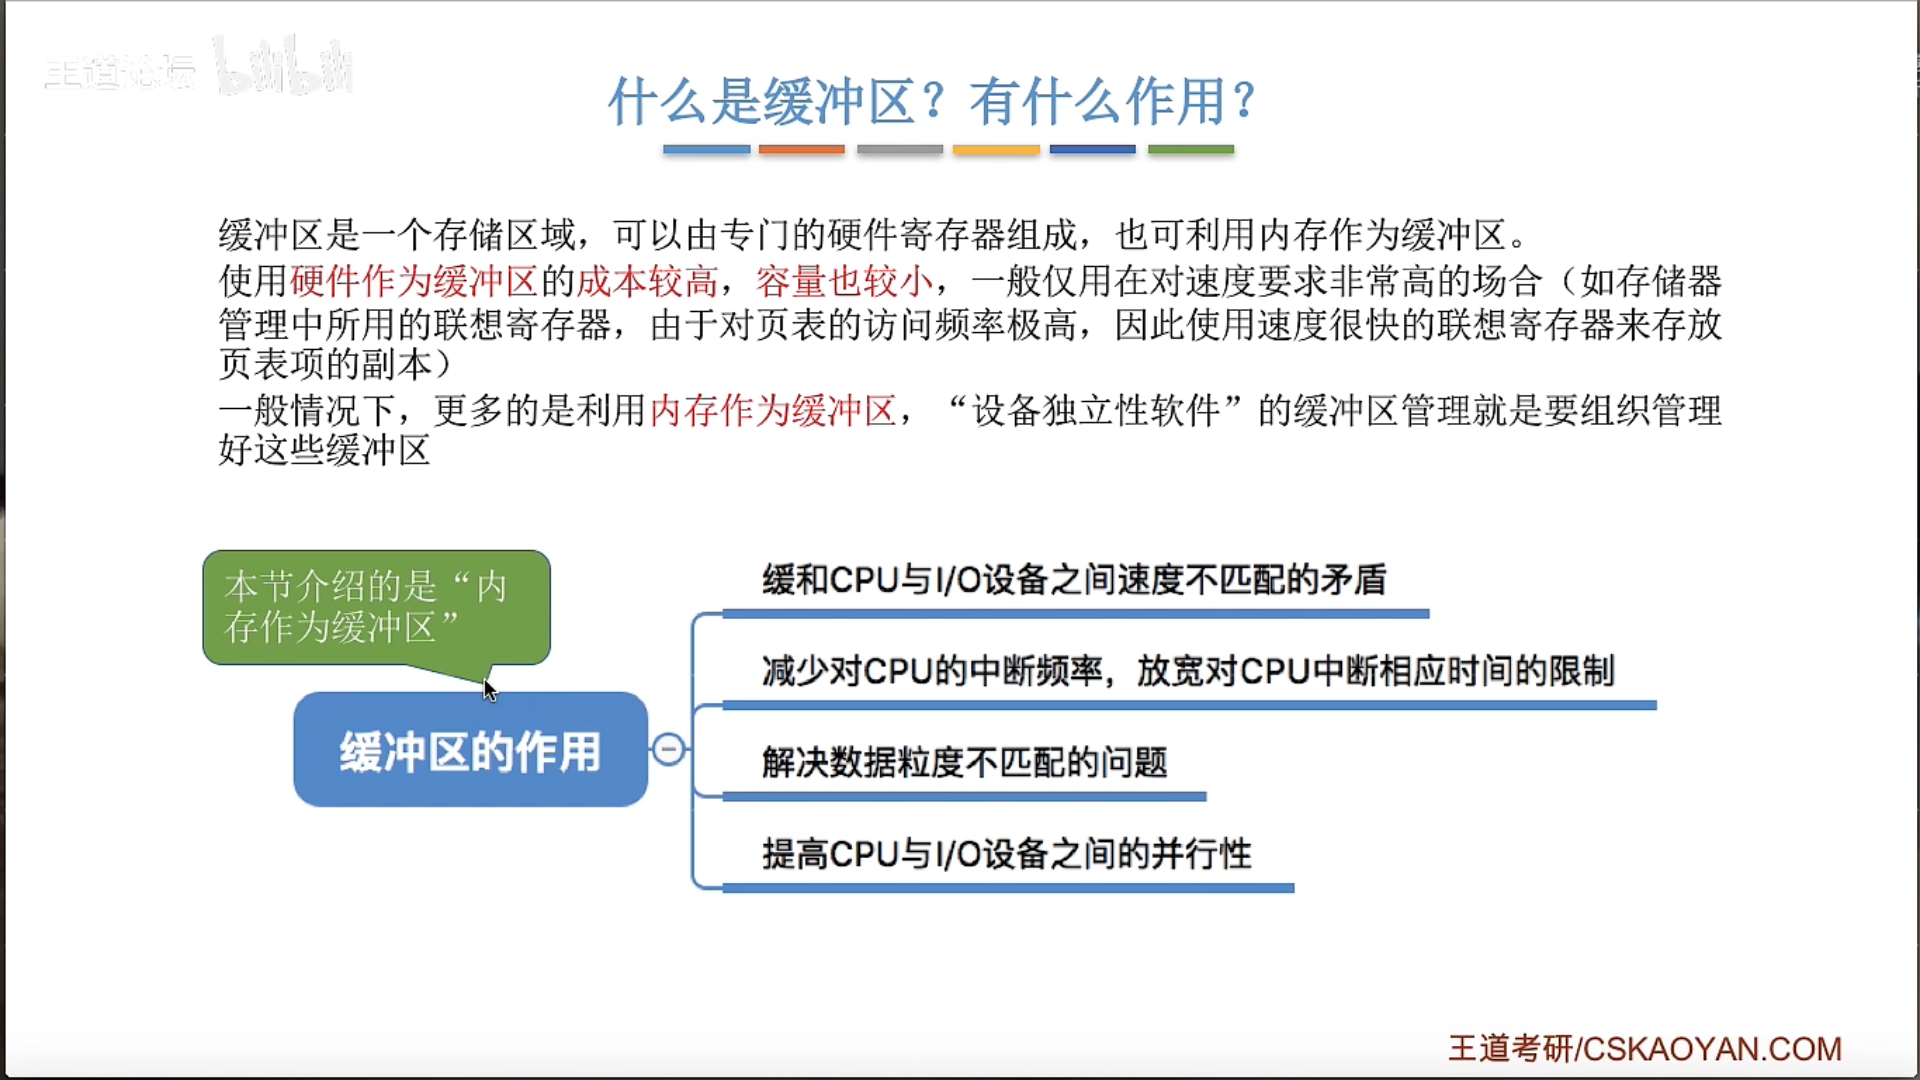 王道论坛 bilibili
什么是缓冲区？有什么作用？
缓冲区是一个存储区域，可以由专门的硬件寄存器组成，也可利用内存作为缓冲区。
使用硬件作为缓冲区的成本较高，容量也较小，一般仅用在对速度要求非常高的场合（如存储器
管理中所用的联想寄存器，由于对页表的访问频率极高，因此使用速度很快的联想寄存器来存放
页表项的副本）
一般情况下，更多的是利用内存作为缓冲区，“设备独立性软件”的缓冲区管理就是要组织管理
好这些缓冲区
本节介绍的是“内
存作为缓冲区”
缓冲区的作用
缓和CPU与I/O设备之间速度不匹配的矛盾
减少对CPU的中断频率，放宽对CPU中断相应时间的限制
解决数据粒度不匹配的问题
提高CPU与I/O设备之间的并行性
王道考研/CSKAOYAN.COM